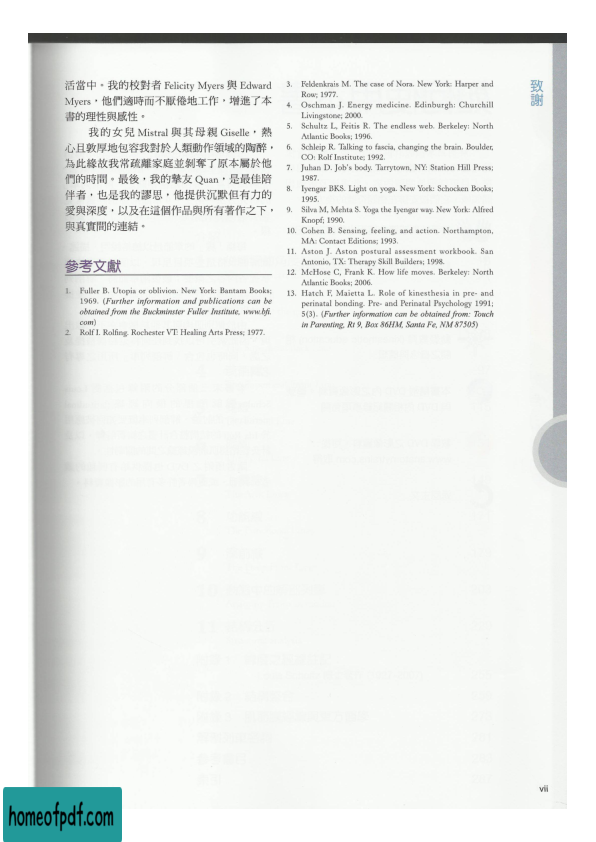 活當中。我的校對者 Felicity Myers 與 Edward
Myers，他們適時而不厭倦地工作，增進了本
書的理性與感性。
我的女兒 Mistral 與其母親 Giselle，熱
心且敦厚地包容我對於人類動作領域的陶醉，
為此緣故我常疏離家庭並剝奪了原本屬於他
們的時間。最後，我的摯友 Quan，是最佳陪
伴者，也是我的謬思，他提供沉默但有力的
愛與深度，以及在這個作品與所有著作之下，
與真實間的連結。
參考文獻
1. Fuller B. Utopia or oblivion. New York: Bantam Books;
1969. (Further information and publications can be
obtained from the Buckminster Fuller Institute, www.bfi.
com)
2. Rolf I. Rolfing. Rochester VT: Healing Arts Press; 1977.
3. Feldenkrais M. The case of Nora. New York: Harper and
Row; 1977.
4. Oschman J. Energy medicine. Edinburgh: Churchill
Livingstone; 2000.
5. Schultz L, Feitis R. The endless web. Berkeley: North
Atlantic Books; 1996.
6. Schleip R. Talking to fascia, changing the brain. Boulder,
CO: Rolf Institute; 1992.
7. Juhan D. Job's body. Tarrytown, NY: Station Hill Press;
1987.
8. Iyengar BKS. Light on yoga. New York: Schocken Books;
1995.
9. Silva M, Mehta S. Yoga the Iyengar way. New York: Alfred
Knopf; 1990.
10. Cohen B. Sensing, feeling, and action. Northampton,
MA: Contact Editions; 1993.
11. Aston J. Aston postural assessment workbook. San
Antonio, TX: Therapy Skill Builders; 1998.
12. McHose C, Frank K. How life moves. Berkeley: North
Atlantic Books; 2006.
13. Hatch F, Maietta L. Role of kinesthesia in pre- and
perinatal bonding. Pre- and Perinatal Psychology 1991;
5(3). (Further information can be obtained from: Touch
in Parenting, Rt 9, Box 86HM, Santa Fe, NM 87505)
致謝
vii
homeofpdf.com